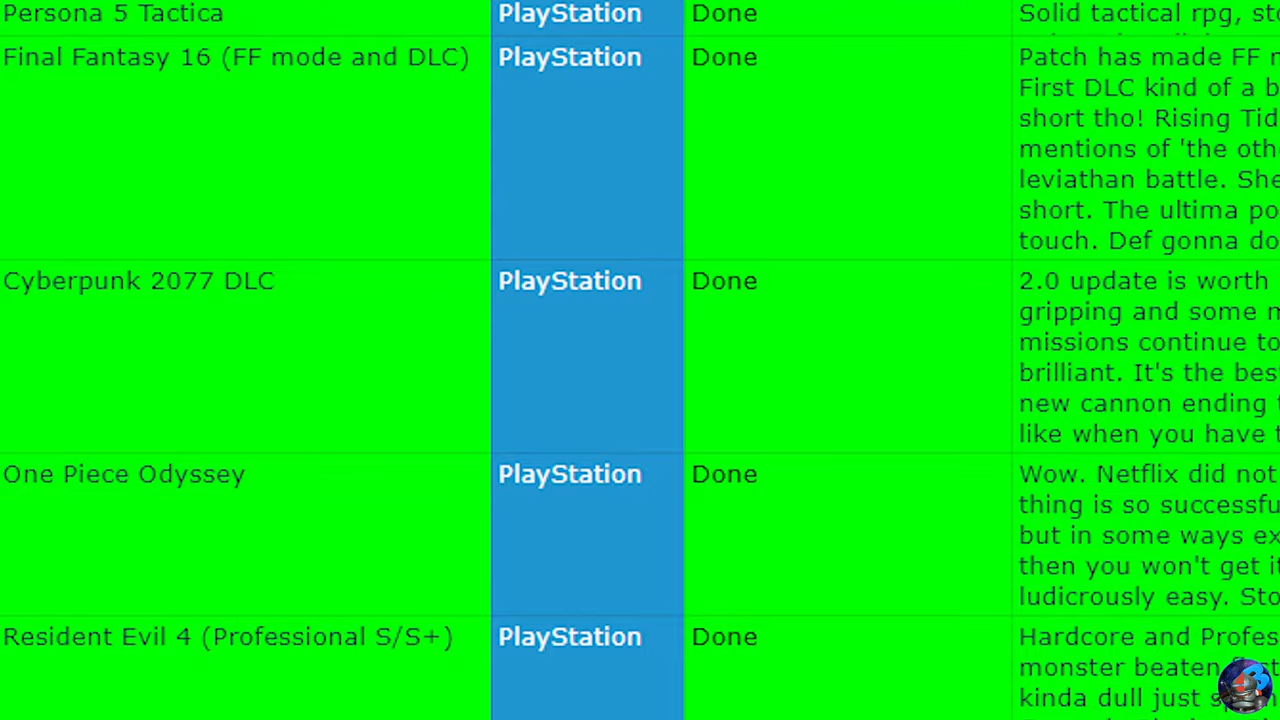 Persona 5 Tactica PlayStation Done Solid tactical rpg,
Final Fantasy 16 (FF mode and DLC) PlayStation Done Patch has made FF
First DLC kind of a
short tho! Rising
mentions of 'the
leviathan battle.
short. The ultima
touch. Def gonna do
Cyberpunk 2077 DLC PlayStation Done 2.0 update is worth
gripping and some
missions continue to
brilliant. It's the
new cannon ending
like when you have
One Piece Odyssey PlayStation Done Wow. Netflix did not
thing is so
but in some ways
then you won't get
ludicrously easy.
Resident Evil 4 (Professional S/S+) PlayStation Done Hardcore and
monster beaten
kinda dull just